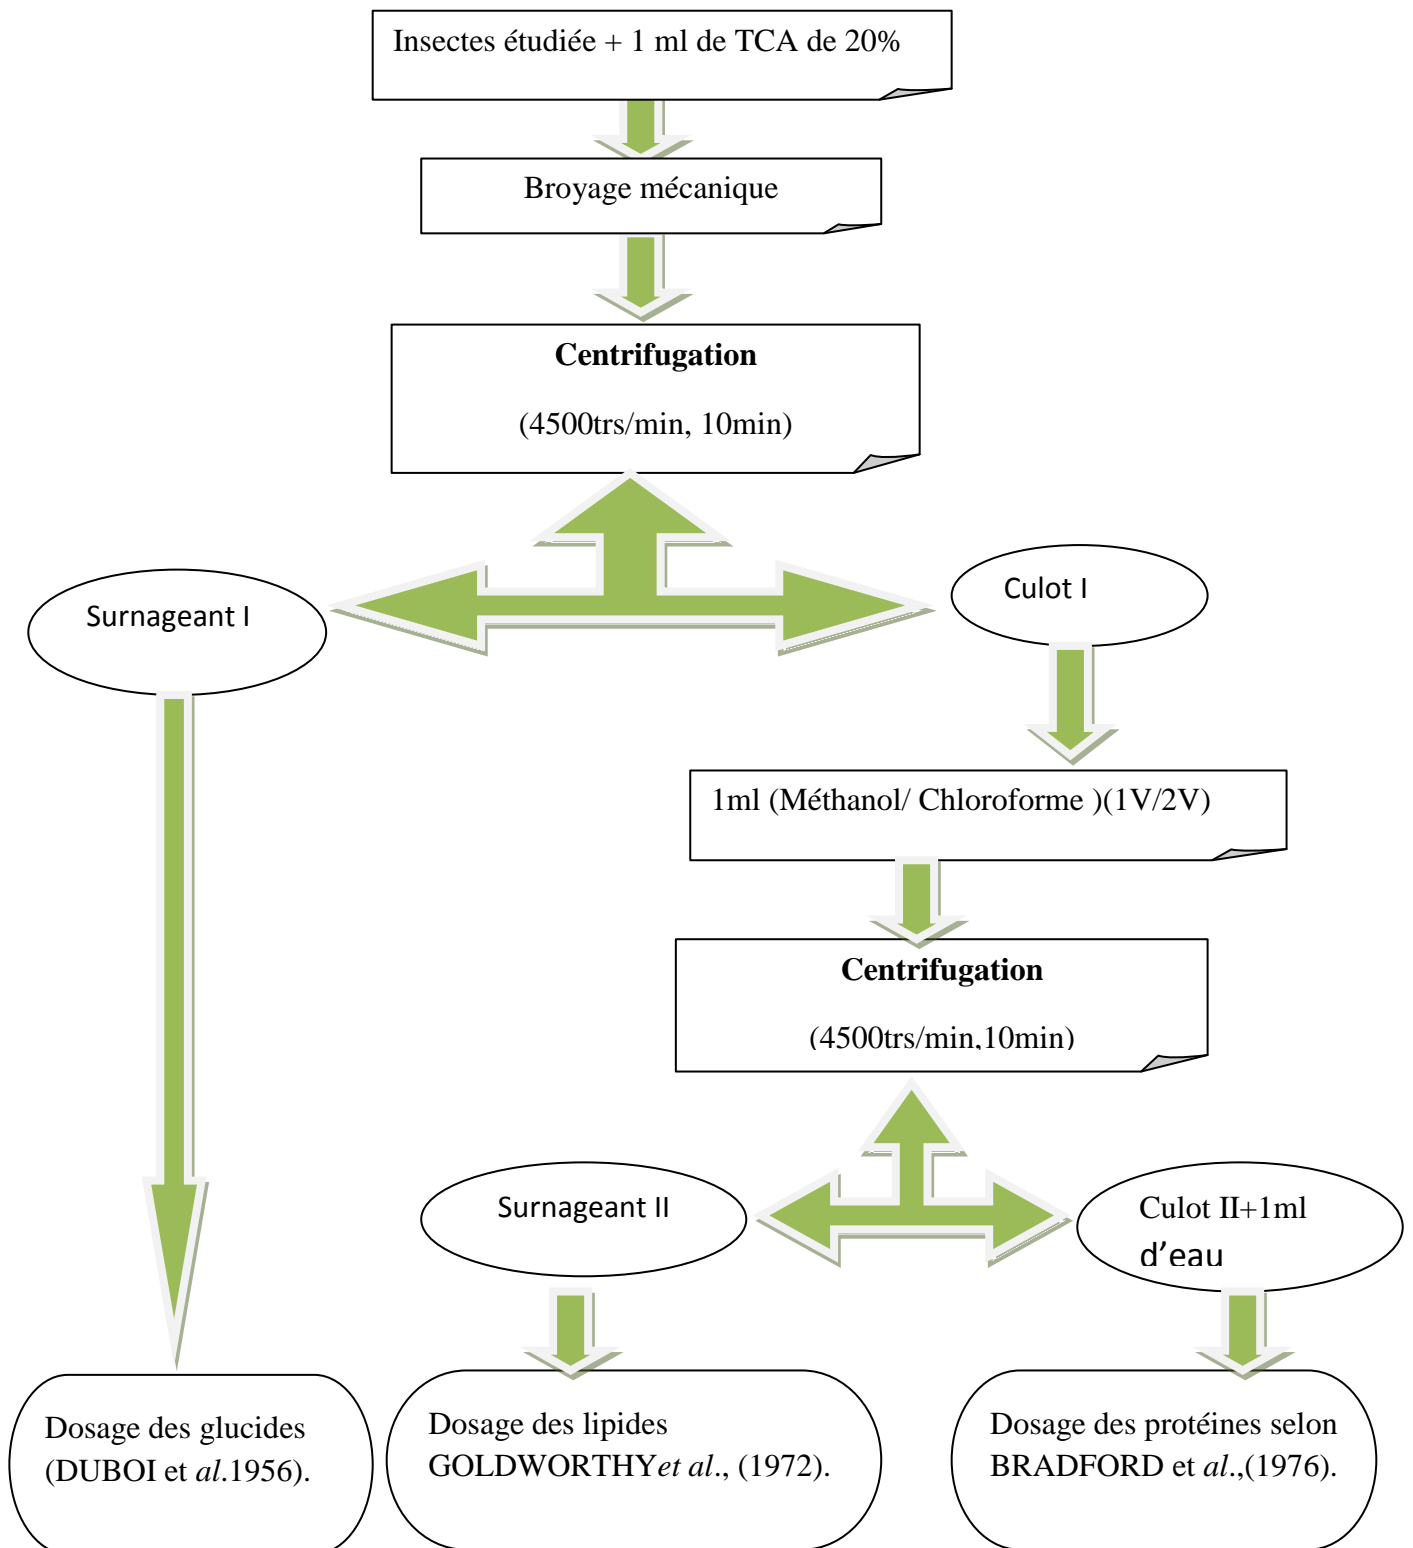 Insectes étudiée + 1 ml de TCA de 20%
Broyage mécanique
Centrifugation
(4500trs/min, 10min)
Surnageant I
Culot I
1ml (Méthanol/ Chloroforme )(1V/2V)
Centrifugation
(4500trs/min,10min)
Surnageant II
Culot II+1ml
d’eau
Dosage des glucides
(DUBOI et al.1956).
Dosage des lipides
GOLDWORTHYet al., (1972).
Dosage des protéines selon
BRADFORD et al.,(1976).